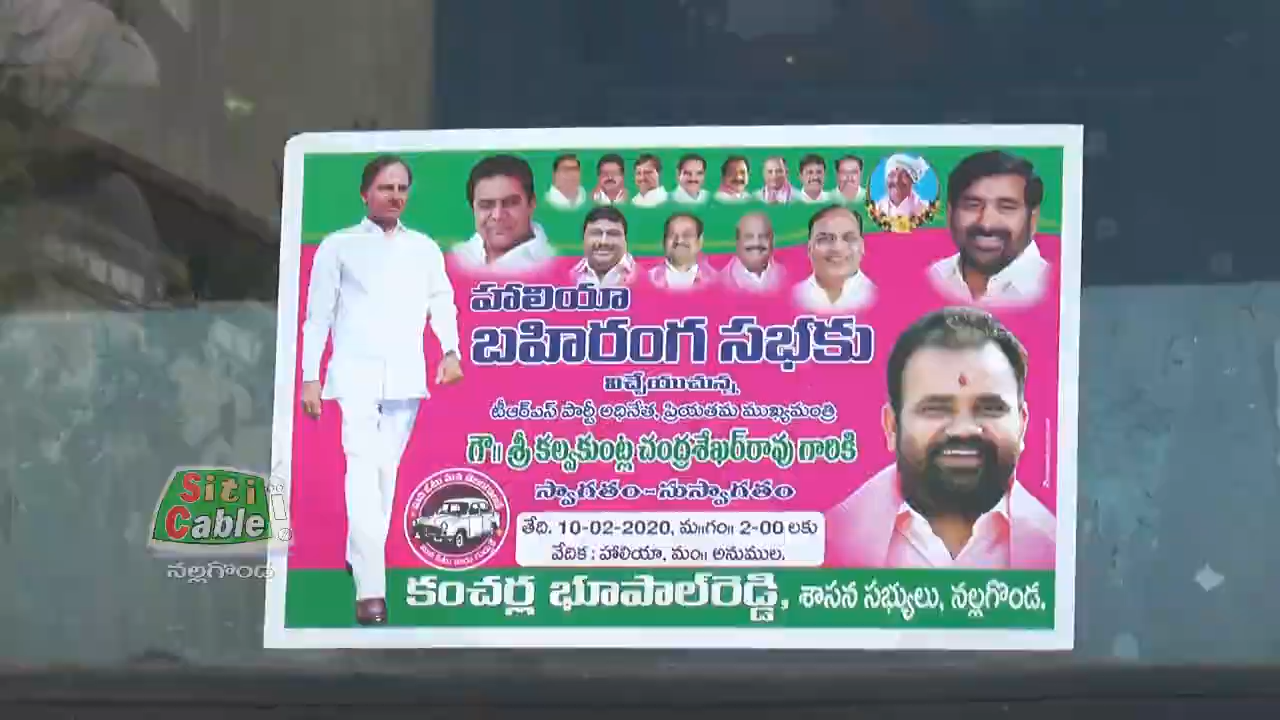 హాలియా
బహిరంగ సభకు
విచ్చేయుచున్న
టీఆర్ఎస్ పార్టీ అధినేత, ప్రియతమ ముఖ్యమంత్రి
గౌ॥ శ్రీ కల్వకుంట్ల చంద్రశేఖర్‌రావు గారికి
స్వాగతం-సుస్వాగతం
తేది. 10-02-2020, మ॥గం॥ 2-00 లకు
వేదిక : హాలియా, మం॥ అనుముల.
కంచర్ల భూపాల్‌రెడ్డి, శాసన సభ్యులు, నల్లగొండ.
Siti
Cable
నల్లగొండ